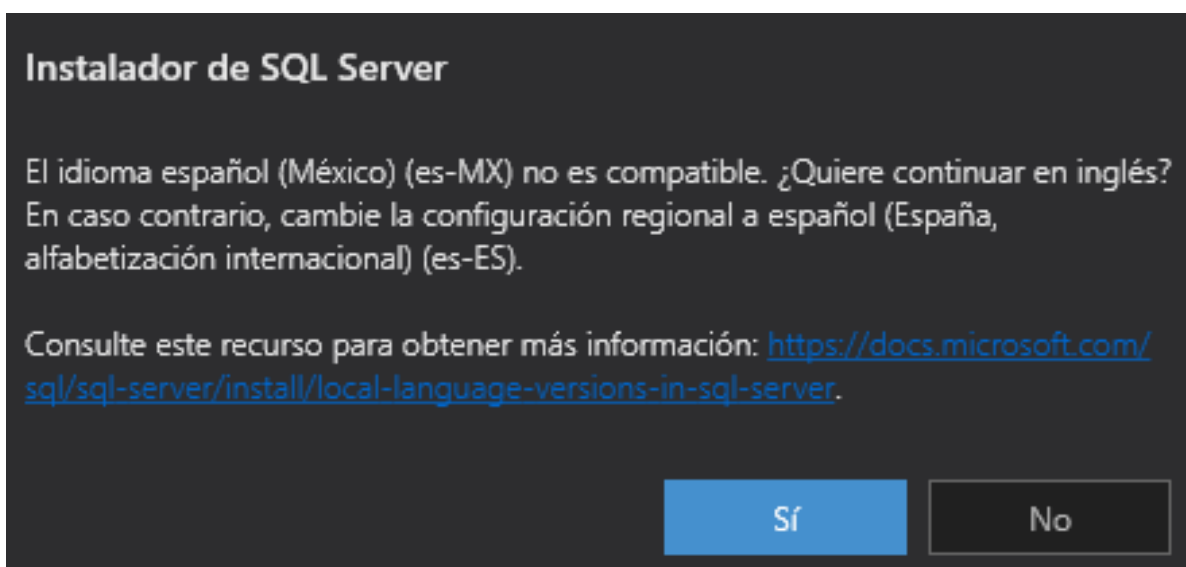 Instalador de SQL Server
El idioma español (México) (es-MX) no es compatible. ¿Quiere continuar en inglés?
En caso contrario, cambie la configuración regional a español (España,
alfabetización internacional) (es-ES).
Consulte este recurso para obtener más información: https://docs.microsoft.com/
sql/sql-server/install/local-language-versions-in-sql-server.
Sí No